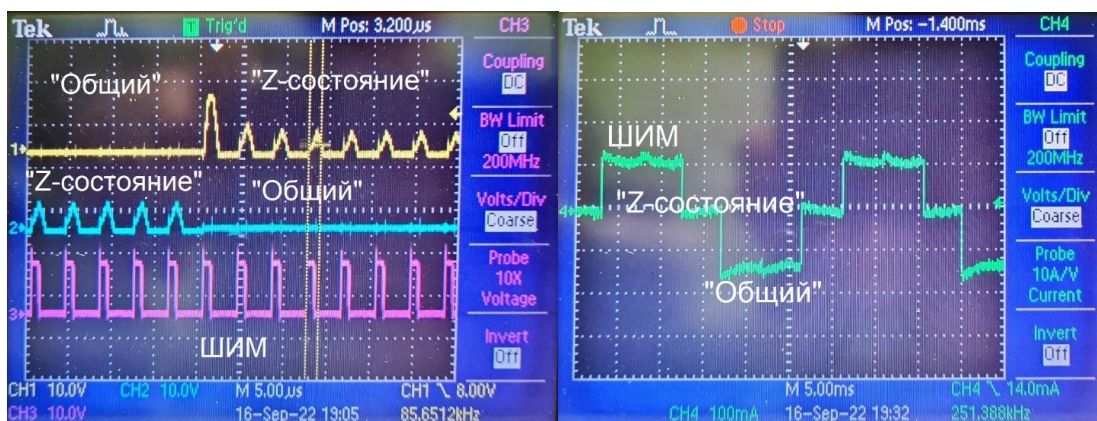 Tek
Trig'd
M Pos: 3.200µs
CH3
"Общий"
"Z-состояние"
Coupling
DC
BW Limit
Off
200MHz
1
"Z-состояние"
"Общий"
Volts/Div
Coarse
2
Probe
10X
Voltage
3
ШИМ
Invert
Off
CH1 10.0V
CH2 10.0V
M 5.00µs
CH1 \ 8.00V
CH3 10.0V
16-Sep-22 19:05
85.6512kHz
Tek
Stop
M Pos: -1.400ms
CH4
Coupling
DC
ШИМ
BW Limit
Off
200MHz
4
"Z-состояние"
Volts/Div
Coarse
"Общий"
Probe
10A/V
Current
Invert
Off
M 5.00ms
CH4 \ 14.0mA
CH4 100mA
16-Sep-22 19:32
251.388kHz